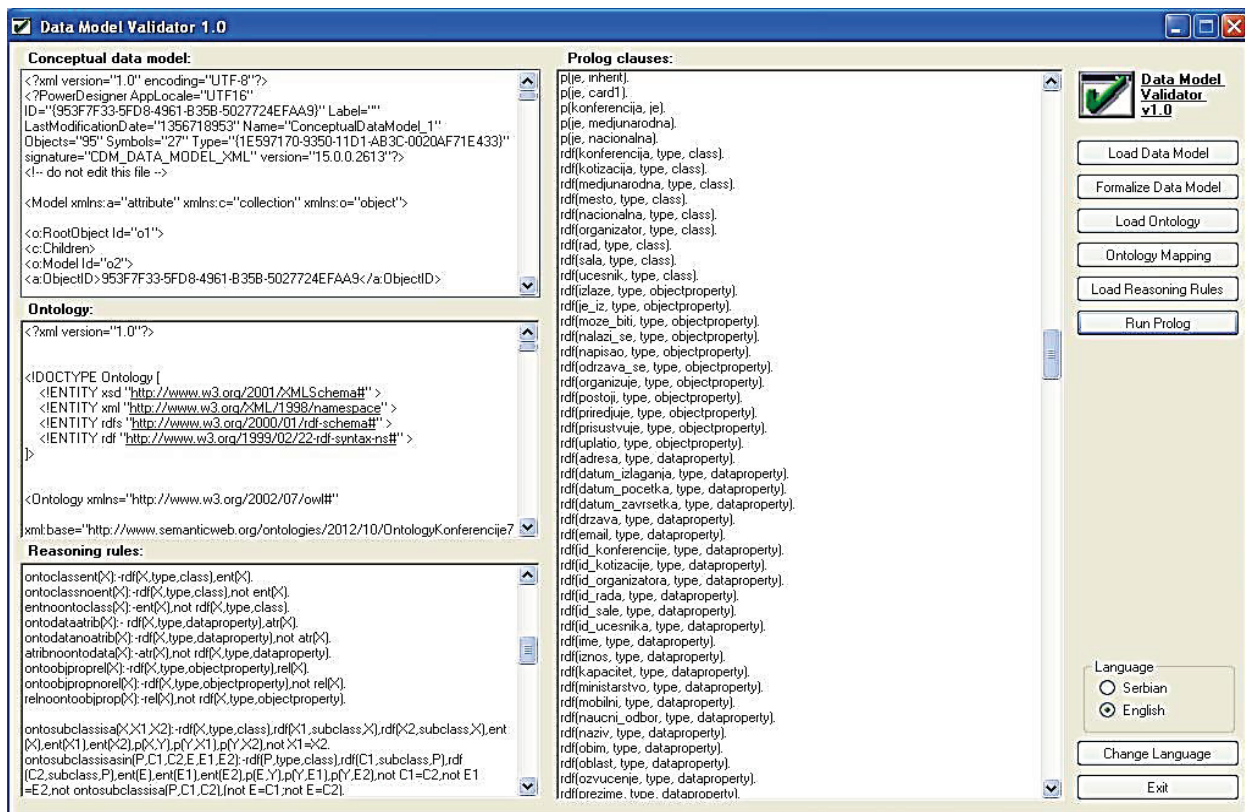 Data Model Validator 1.0
Conceptual data model:
<?xml version="1.0" encoding="UTF-8"?>
<?PowerDesigner AppLocale="UTF16"
ID="{953F7F33-5FD8-4961-B35B-5027724EFAA9}" Label=""
LastModificationDate="1356718953" Name="ConceptualDataModel_1"
Objects="95" Symbols="27" Type="{1E597170-9350-11D1-AB3C-0020AF71E433}"
signature="CDM_DATA_MODEL_XML" version="15.0.0.2613"?>
<!-- do not edit this file -->
<Model xmlns:a="attribute" xmlns:c="collection" xmlns:o="object">
<o:RootObject Id="o1">
<c:Children>
<o:Model Id="o2">
<a:ObjectID>953F7F33-5FD8-4961-B35B-5027724EFAA9</a:ObjectID>
Ontology:
<?xml version="1.0"?>
<!DOCTYPE Ontology [
<!ENTITY xsd "http://www.w3.org/2001/XMLSchema#" >
<!ENTITY xml "http://www.w3.org/XML/1998/namespace" >
<!ENTITY rdfs "http://www.w3.org/2000/01/rdf-schema#" >
<!ENTITY rdf "http://www.w3.org/1999/02/22-rdf-syntax-ns#" >
]>
<Ontology xmlns="http://www.w3.org/2002/07/owl#"
xml:base="http://www.semanticweb.org/ontologies/2012/10/OntologyKonferencije7
Reasoning rules:
ontoclassent(X):-rdf(X,type,class),ent(X).
ontoclassnoent(X):-rdf(X,type,class),not ent(X).
entnoontoclass(X):-ent(X),not rdf(X,type,class).
ontodataatrib(X):- rdf(X,type,dataproperty),atr(X).
ontodatanoatrib(X):-rdf(X,type,dataproperty),not atr(X).
atribnoontodata(X):-atr(X),not rdf(X,type,dataproperty).
ontoobjproprel(X):-rdf(X,type,objectproperty),rel(X).
ontoobjpropnorel(X):-rdf(X,type,objectproperty),not rel(X).
relnoontoobjprop(X):-rel(X),not rdf(X,type,objectproperty).
ontosubclassisa(X,X1,X2):-rdf(X,type,class),rdf(X1,subclass,X),rdf(X2,subclass,X),ent
(X),ent(X1),ent(X2),p(X,Y),p(Y,X1),p(Y,X2),not X1=X2.
ontosubclassisasin(P,C1,C2,E,E1,E2):-rdf(P,type,class),rdf(C1,subclass,P),rdf
(C2,subclass,P),ent(E),ent(E1),ent(E2),p(E,Y),p(Y,E1),p(Y,E2),not C1=C2,not E1
=E2,not ontosubclassisa(P,C1,C2),(not E=C1;not E=C2).
Prolog clauses:
p(je, inherit).
p(je, card1).
p(konferencija, je).
p(je, medjunarodna).
p(je, nacionalna).
rdf(konferencija, type, class).
rdf(kotizacija, type, class).
rdf(medjunarodna, type, class).
rdf(mesto, type, class).
rdf(nacionalna, type, class).
rdf(organizator, type, class).
rdf(rad, type, class).
rdf(sala, type, class).
rdf(ucesnik, type, class).
rdf(izlaze, type, objectproperty).
rdf(je_iz, type, objectproperty).
rdf(moze_biti, type, objectproperty).
rdf(nalazi_se, type, objectproperty).
rdf(napisao, type, objectproperty).
rdf(odrzava_se, type, objectproperty).
rdf(organizuje, type, objectproperty).
rdf(postoji, type, objectproperty).
rdf(priredjuje, type, objectproperty).
rdf(prisustvuje, type, objectproperty).
rdf(uplatio, type, objectproperty).
rdf(adresa, type, dataproperty).
rdf(datum_izlaganja, type, dataproperty).
rdf(datum_pocetka, type, dataproperty).
rdf(datum_zavrsetka, type, dataproperty).
rdf(drzava, type, dataproperty).
rdf(email, type, dataproperty).
rdf(id_konferencije, type, dataproperty).
rdf(id_kotizacije, type, dataproperty).
rdf(id_organizatora, type, dataproperty).
rdf(id_rada, type, dataproperty).
rdf(id_sale, type, dataproperty).
rdf(id_ucesnika, type, dataproperty).
rdf(ime, type, dataproperty).
rdf(iznos, type, dataproperty).
rdf(kapacitet, type, dataproperty).
rdf(ministarstvo, type, dataproperty).
rdf(mobilni, type, dataproperty).
rdf(naucni_odbor, type, dataproperty).
rdf(naziv, type, dataproperty).
rdf(obim, type, dataproperty).
rdf(oblast, type, dataproperty).
rdf(ozvucenje, type, dataproperty).
rdf(prezime, type, dataproperty).
Data Model
Validator
v1.0
Load Data Model
Formalize Data Model
Load Ontology
Ontology Mapping
Load Reasoning Rules
Run Prolog
Language
Serbian
English
Change Language
Exit